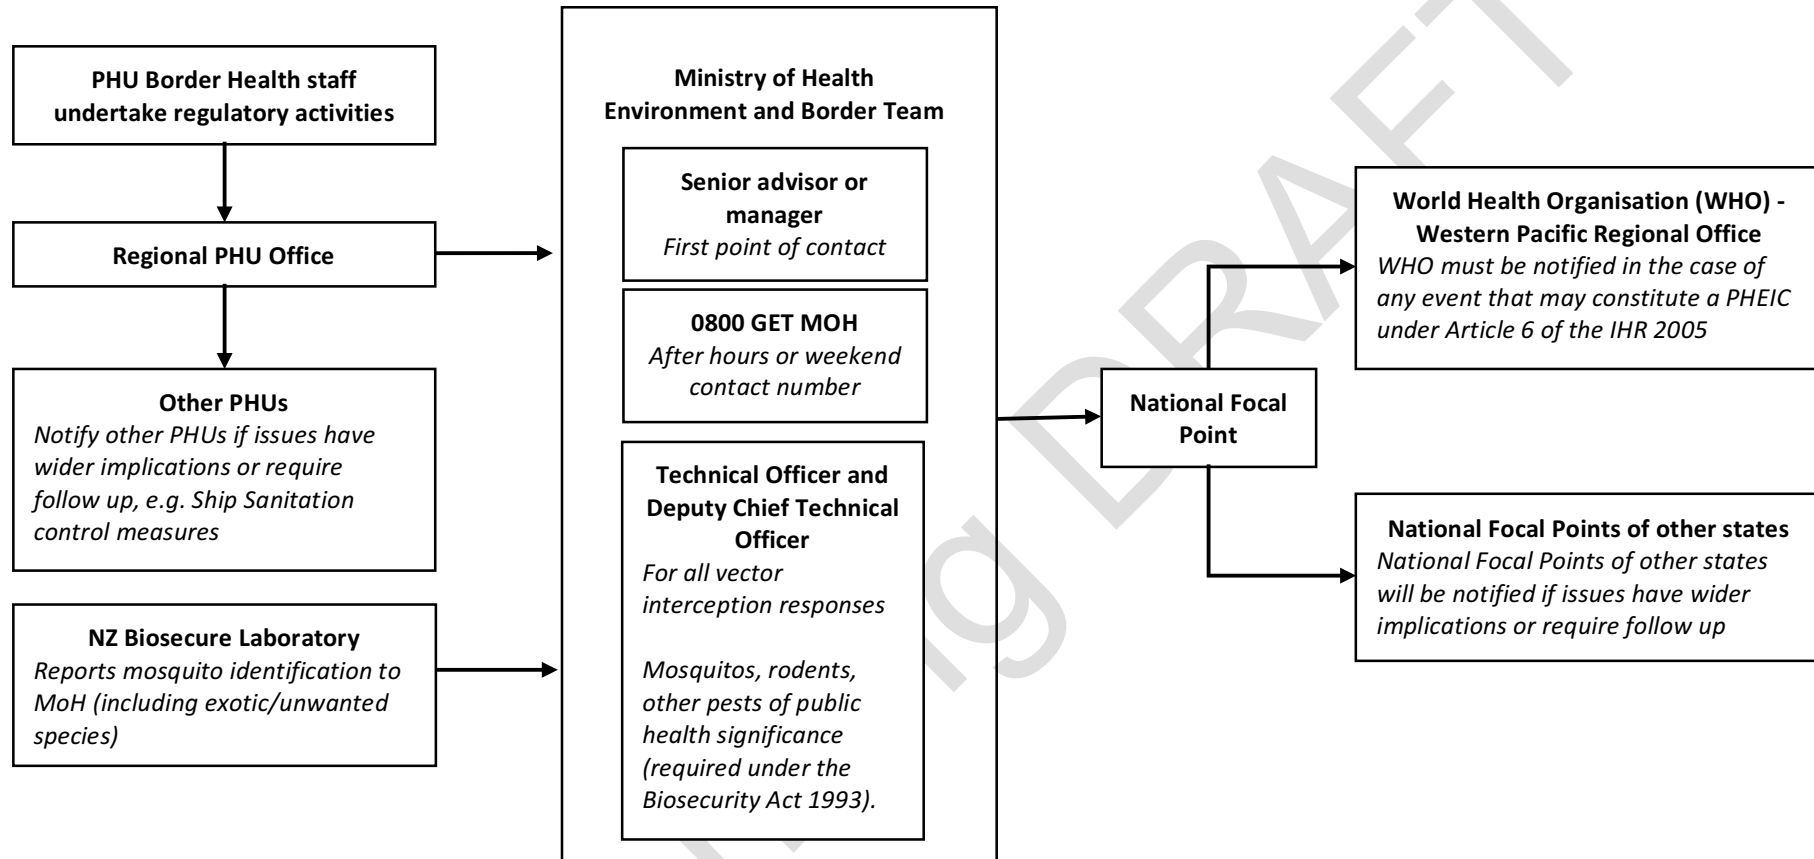 PHU Border Health staff
undertake regulatory activities
Regional PHU Office
Other PHUs
Notify other PHUs if issues have
wider implications or require
follow up, e.g. Ship Sanitation
control measures
NZ Biosecure Laboratory
Reports mosquito identification to
MoH (including exotic/unwanted
species)
Ministry of Health
Environment and Border Team
Senior advisor or
manager
First point of contact
0800 GET MOH
After hours or weekend
contact number
Technical Officer and
Deputy Chief Technical
Officer
For all vector
interception responses
Mosquitos, rodents,
other pests of public
health significance
(required under the
Biosecurity Act 1993).
National Focal
Point
World Health Organisation (WHO) -
Western Pacific Regional Office
WHO must be notified in the case of
any event that may constitute a PHEIC
under Article 6 of the IHR 2005
National Focal Points of other states
National Focal Points of other states
will be notified if issues have wider
implications or require follow up
DRAFT